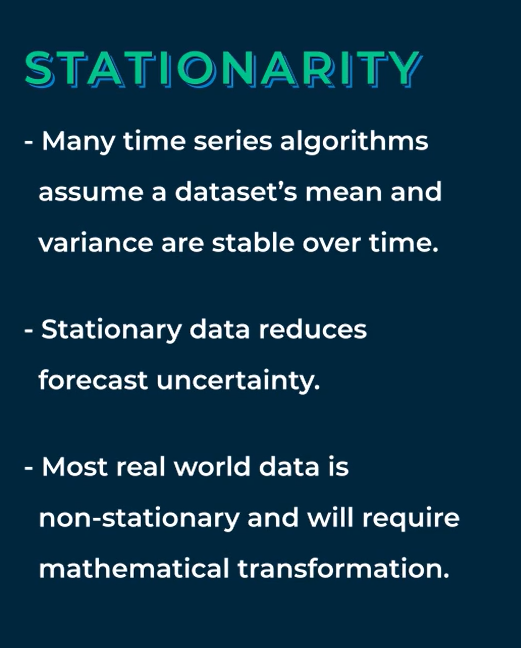 STATIONARITY
- Many time series algorithms
assume a dataset’s mean and
variance are stable over time.
- Stationary data reduces
forecast uncertainty.
- Most real world data is
non-stationary and will require
mathematical transformation.